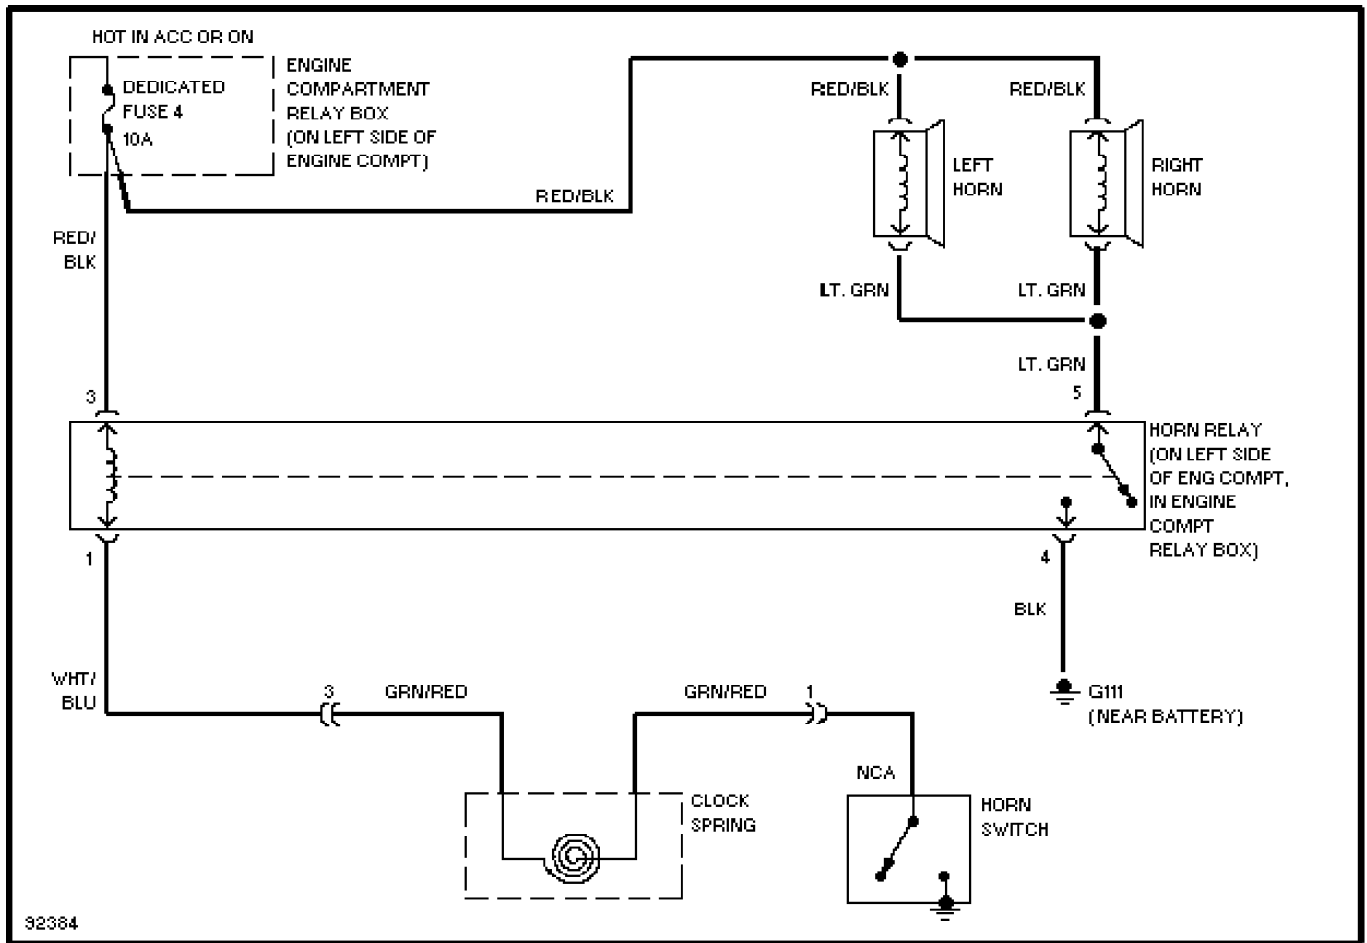 HOT IN ACC OR ON
DEDICATED
FUSE 4
10A
ENGINE
COMPARTMENT
RELAY BOX
(ON LEFT SIDE OF
ENGINE COMPT)
RED/BLK
RED/BLK
RED/BLK
LEFT
HORN
RIGHT
HORN
RED/
BLK
LT. GRN
LT. GRN
LT. GRN
3
5
HORN RELAY
(ON LEFT SIDE
OF ENG COMPT,
IN ENGINE
COMPT
RELAY BOX)
1
4
BLK
WHT/
BLU
3
GRN/RED
GRN/RED
1
G111
(NEAR BATTERY)
NCA
CLOCK
SPRING
HORN
SWITCH
92384